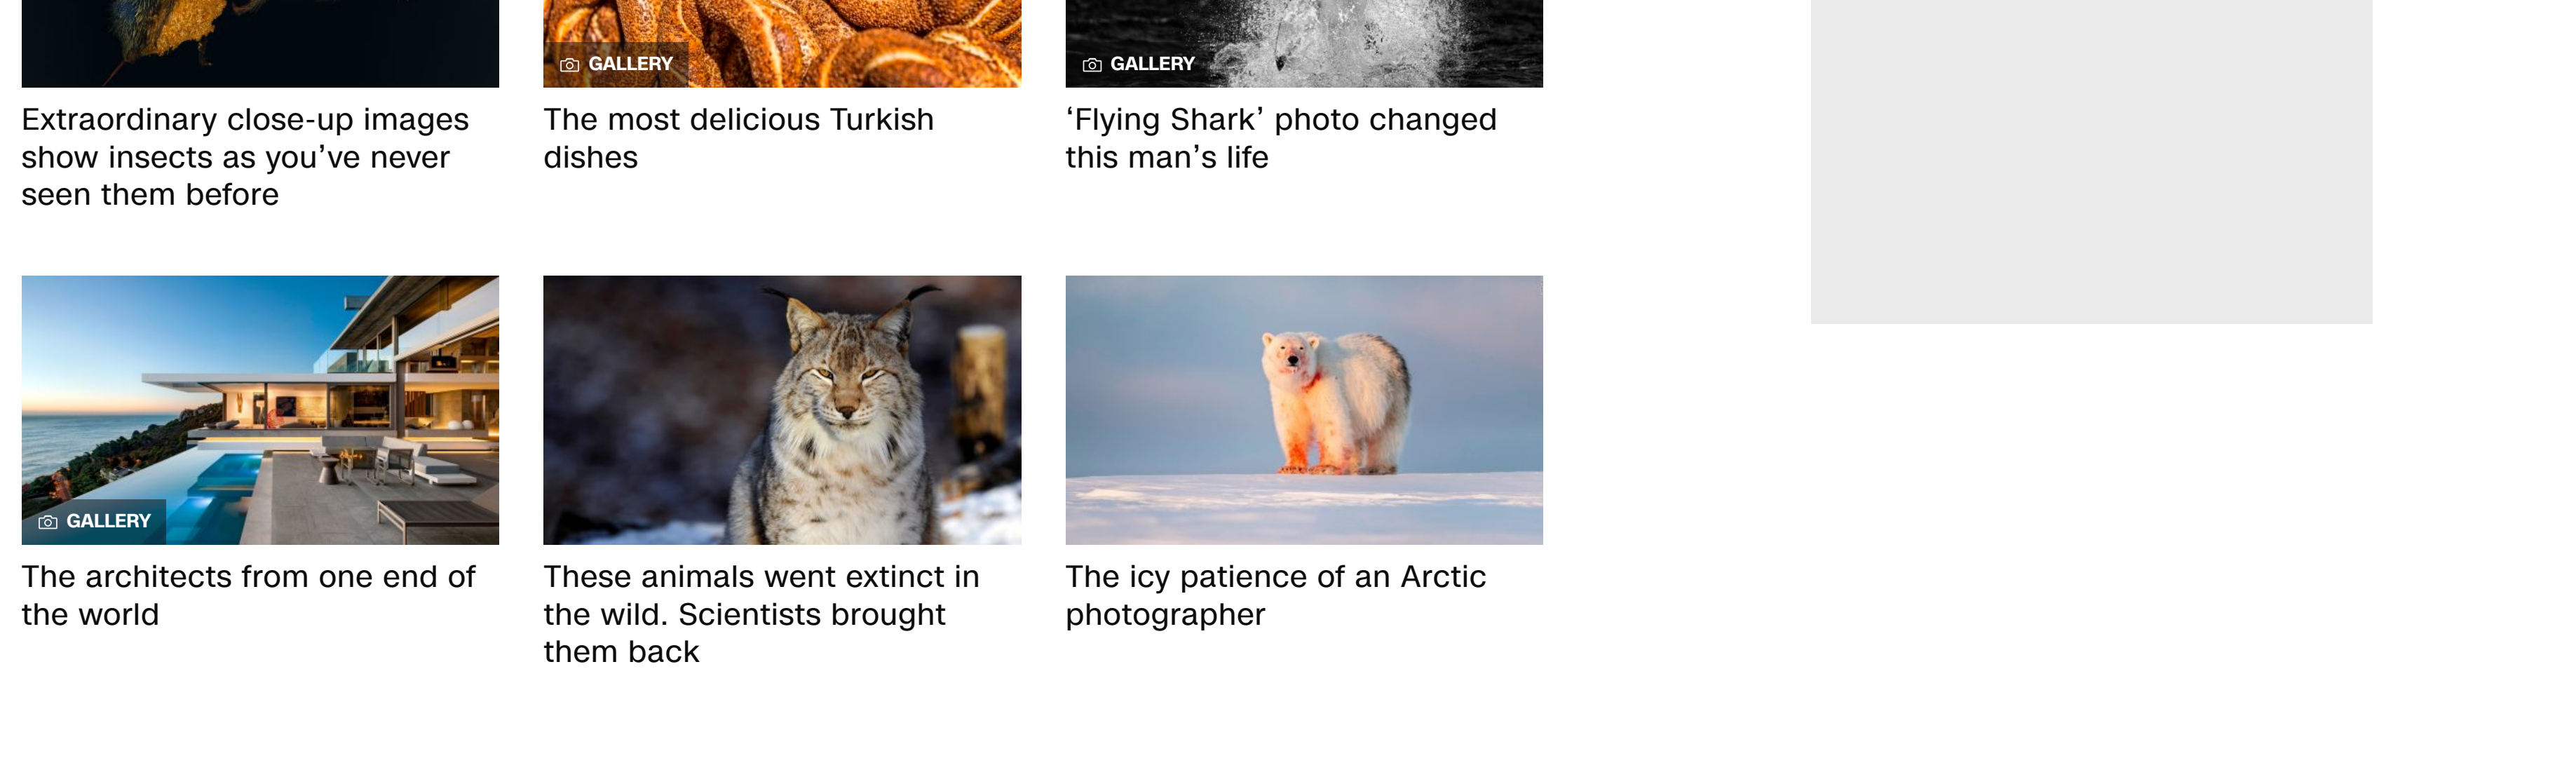 GALLERY
GALLERY
Extraordinary close-up images
show insects as you’ve never
seen them before
The most delicious Turkish
dishes
‘Flying Shark’ photo changed
this man’s life
GALLERY
The architects from one end of
the world
These animals went extinct in
the wild. Scientists brought
them back
The icy patience of an Arctic
photographer